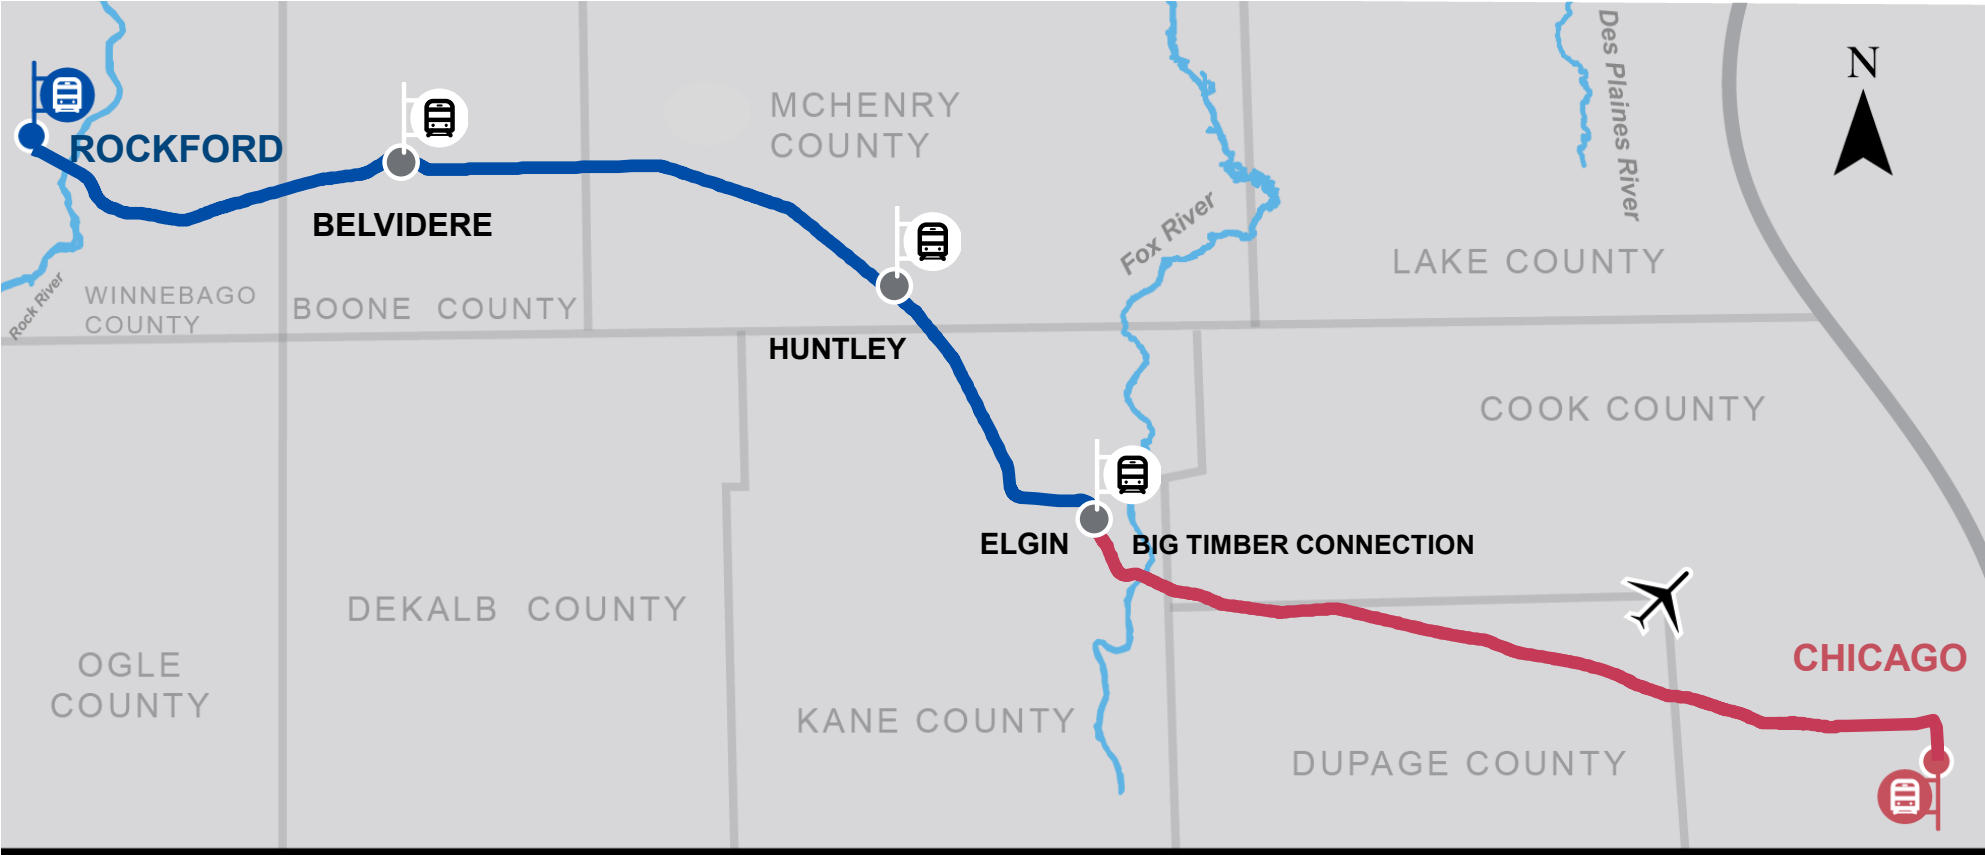 Des Plaines River
N
MCHENRY
COUNTY
ROCKFORD
BELVIDERE
Fox River
LAKE COUNTY
Rock River
WINNEBAGO
COUNTY
BOONE COUNTY
HUNTLEY
COOK COUNTY
ELGIN
BIG TIMBER CONNECTION
DEKALB COUNTY
OGLE
COUNTY
CHICAGO
KANE COUNTY
DUPAGE COUNTY